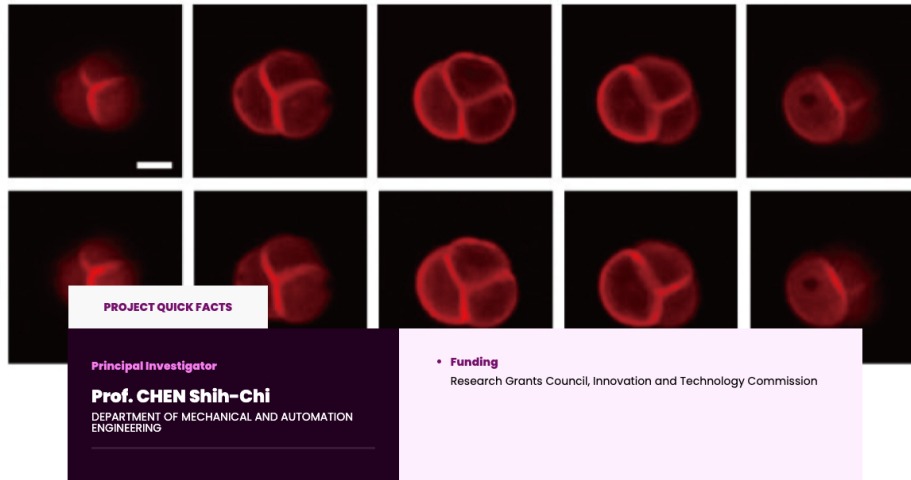 PROJECT QUICK FACTS
Principal Investigator
Prof. CHEN Shih-Chi
DEPARTMENT OF MECHANICAL AND AUTOMATION
ENGINEERING
• Funding
Research Grants Council, Innovation and Technology Commission